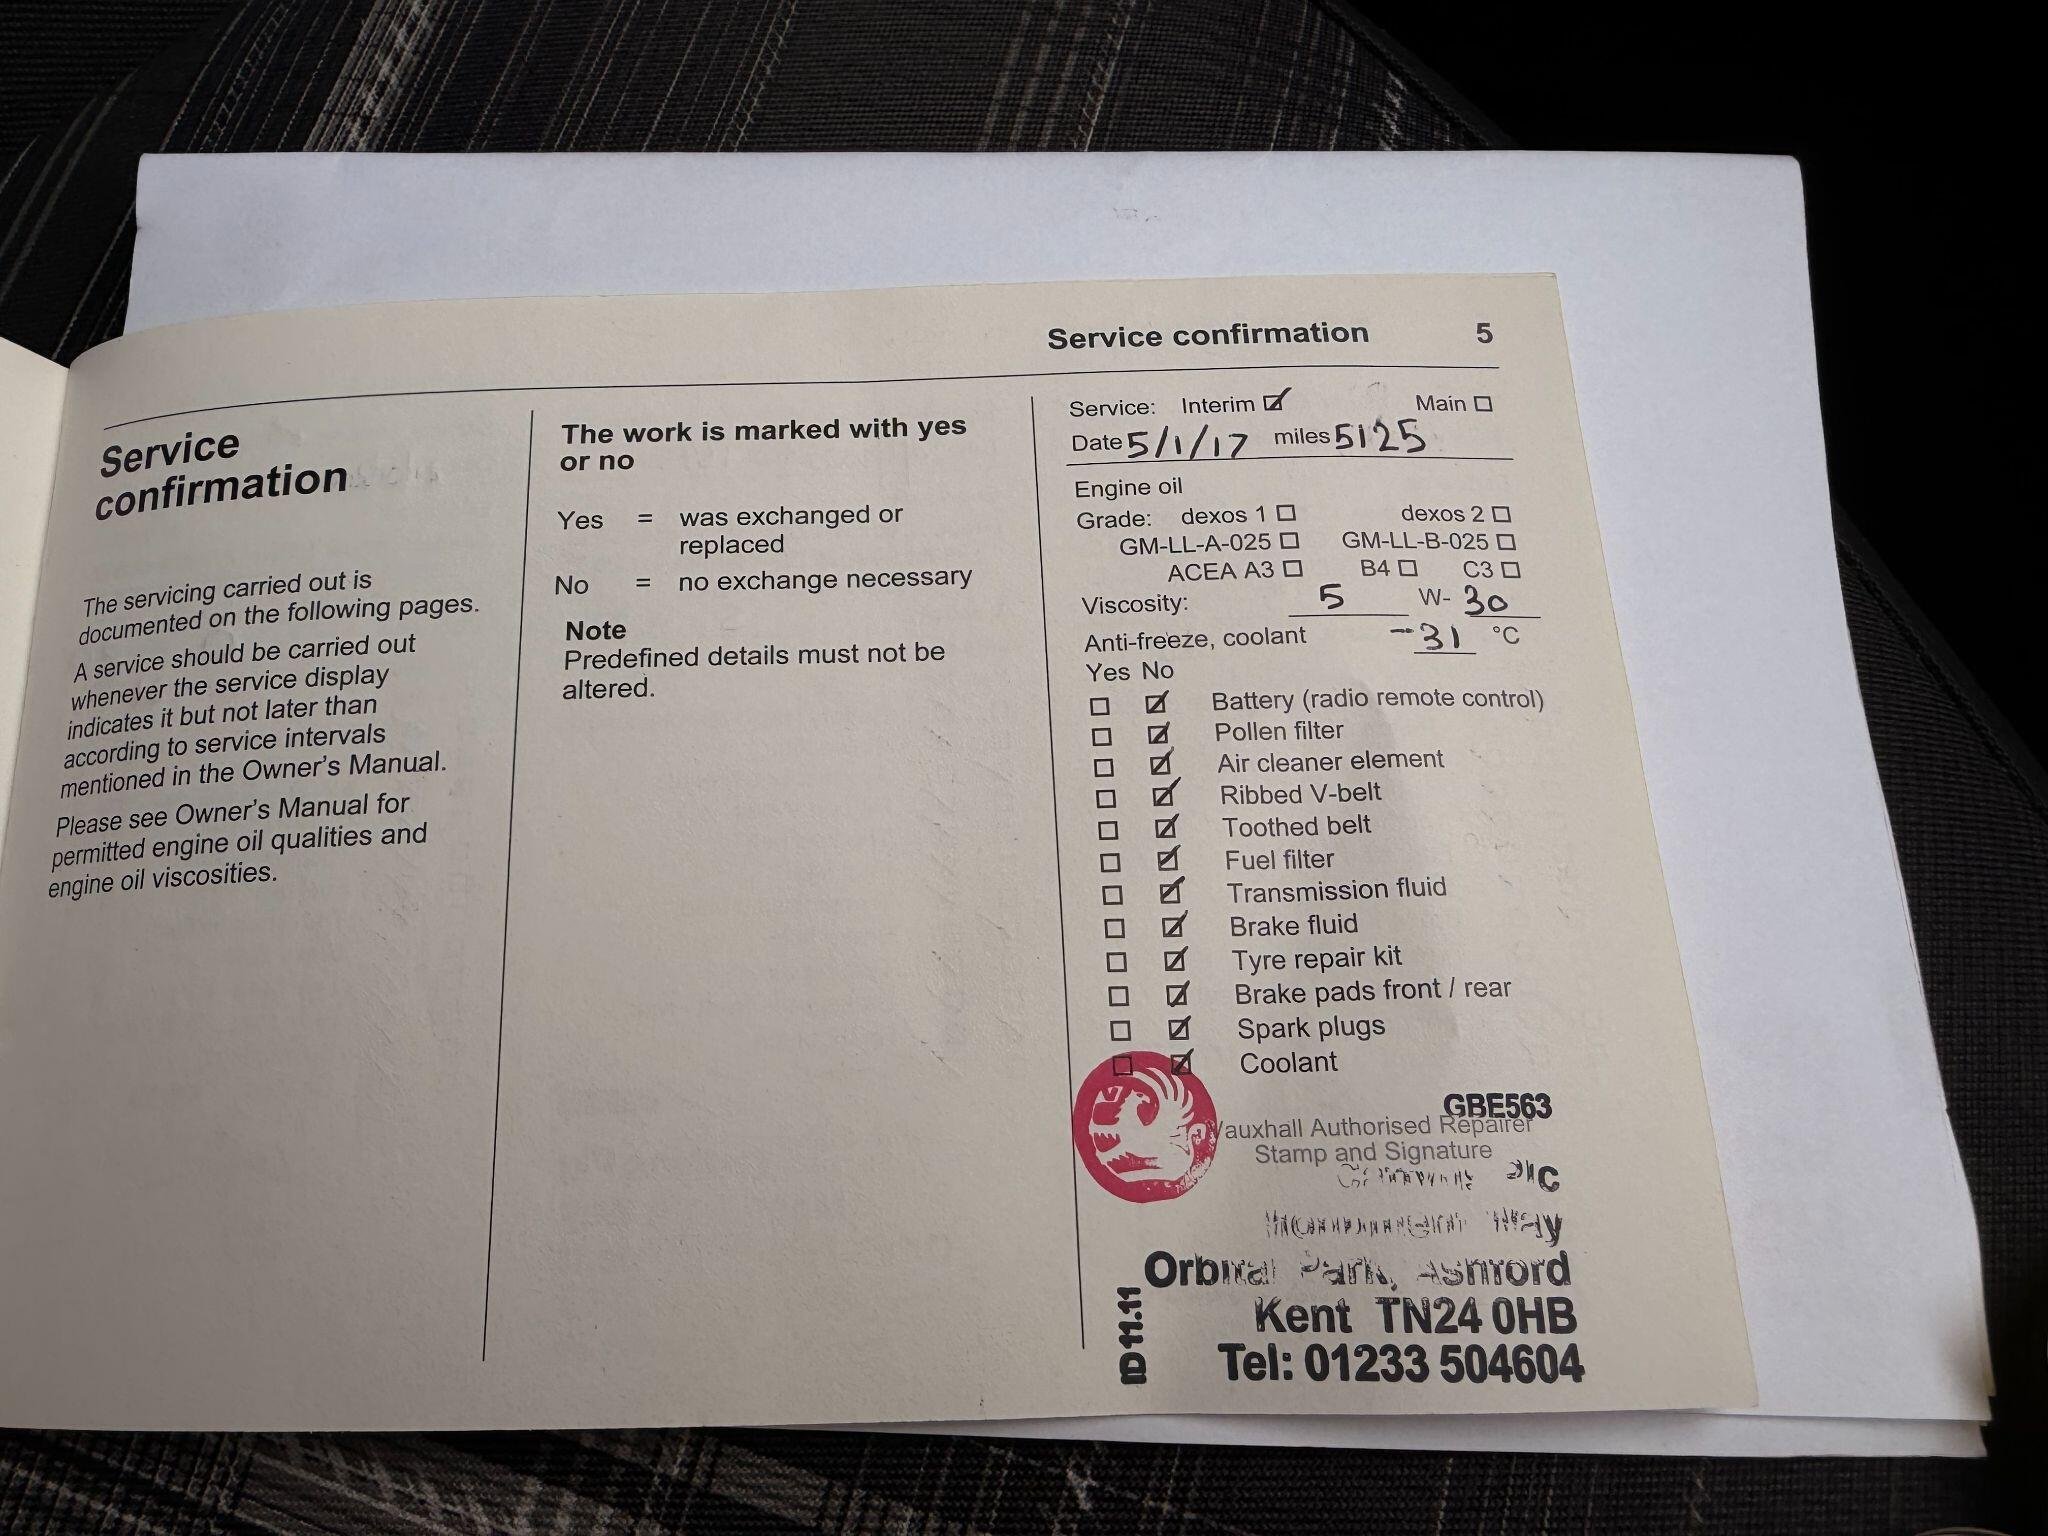 Service confirmation 5
Service
confirmation
The servicing carried out is
documented on the following pages.
A service should be carried out
whenever the service display
indicates it but not later than
according to service intervals
mentioned in the Owner's Manual.
Please see Owner's Manual for
permitted engine oil qualities and
engine oil viscosities.
The work is marked with yes
or no
Yes = was exchanged or
replaced
No = no exchange necessary
Note
Predefined details must not be
altered.
Service: Interim ☑ Main ☐
Date 5/1/17 miles 5125
Engine oil
Grade: dexos 1 ☐ dexos 2 ☐
GM-LL-A-025 ☐ GM-LL-B-025 ☐
ACEA A3 ☐ B4 ☐ C3 ☐
Viscosity: 5 W- 30
Anti-freeze, coolant -31 °C
Yes No
☐ ☑ Battery (radio remote control)
☐ ☑ Pollen filter
☐ ☑ Air cleaner element
☐ ☑ Ribbed V-belt
☐ ☑ Toothed belt
☐ ☑ Fuel filter
☐ ☑ Transmission fluid
☐ ☑ Brake fluid
☐ ☑ Tyre repair kit
☐ ☑ Brake pads front / rear
☐ ☑ Spark plugs
☐ ☑ Coolant
GBE563
Vauxhall Authorised Repairer
Stamp and Signature
plc
Way
Orbital Park, Ashford
Kent TN24 0HB
Tel: 01233 504604
ID11.11